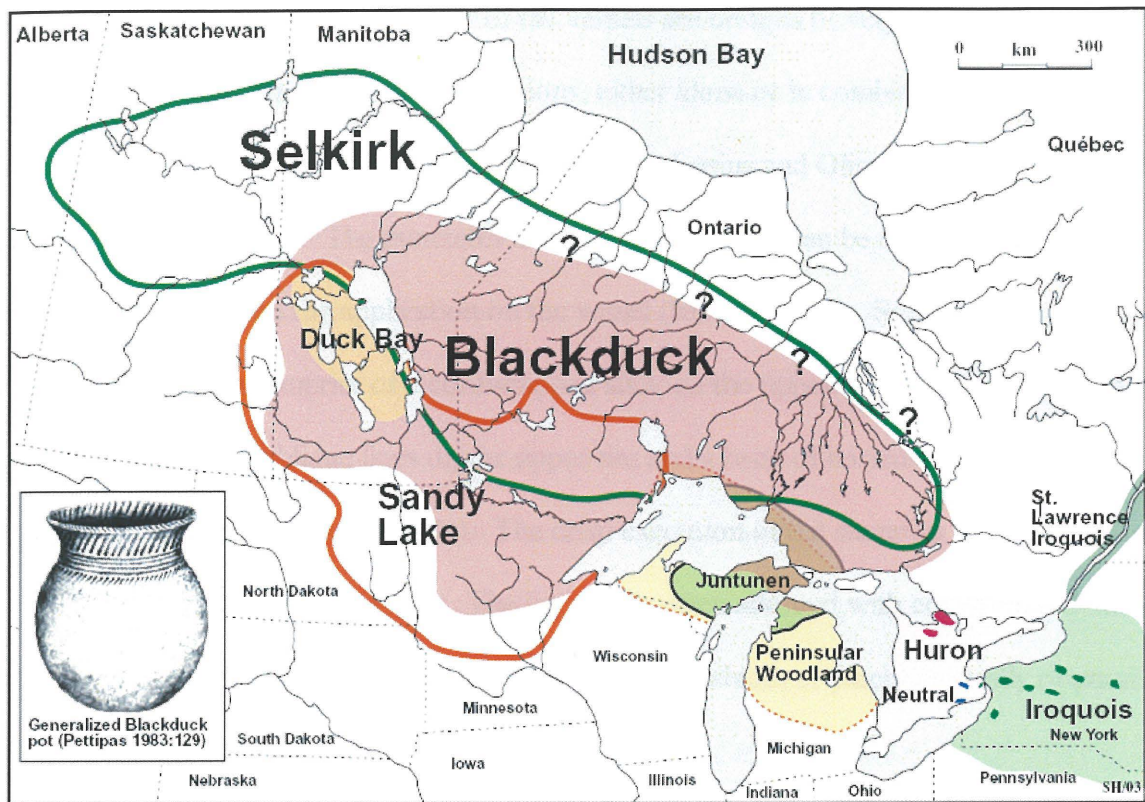 Alberta
Saskatchewan
Manitoba
Hudson Bay
0 km 300
Selkirk
Québec
Ontario
?
?
?
?
Duck Bay
Blackduck
Sandy
Lake
St.
Lawrence
Iroquois
North Dakota
Juntunen
Wisconsin
Peninsular
Woodland
Huron
Neutral
Iroquois
New York
Minnesota
Generalized Blackduck
pot (Pettipas 1983:129)
South Dakota
Iowa
Michigan
Nebraska
Illinois
Indiana
Ohio
Pennsylvania
SH/03